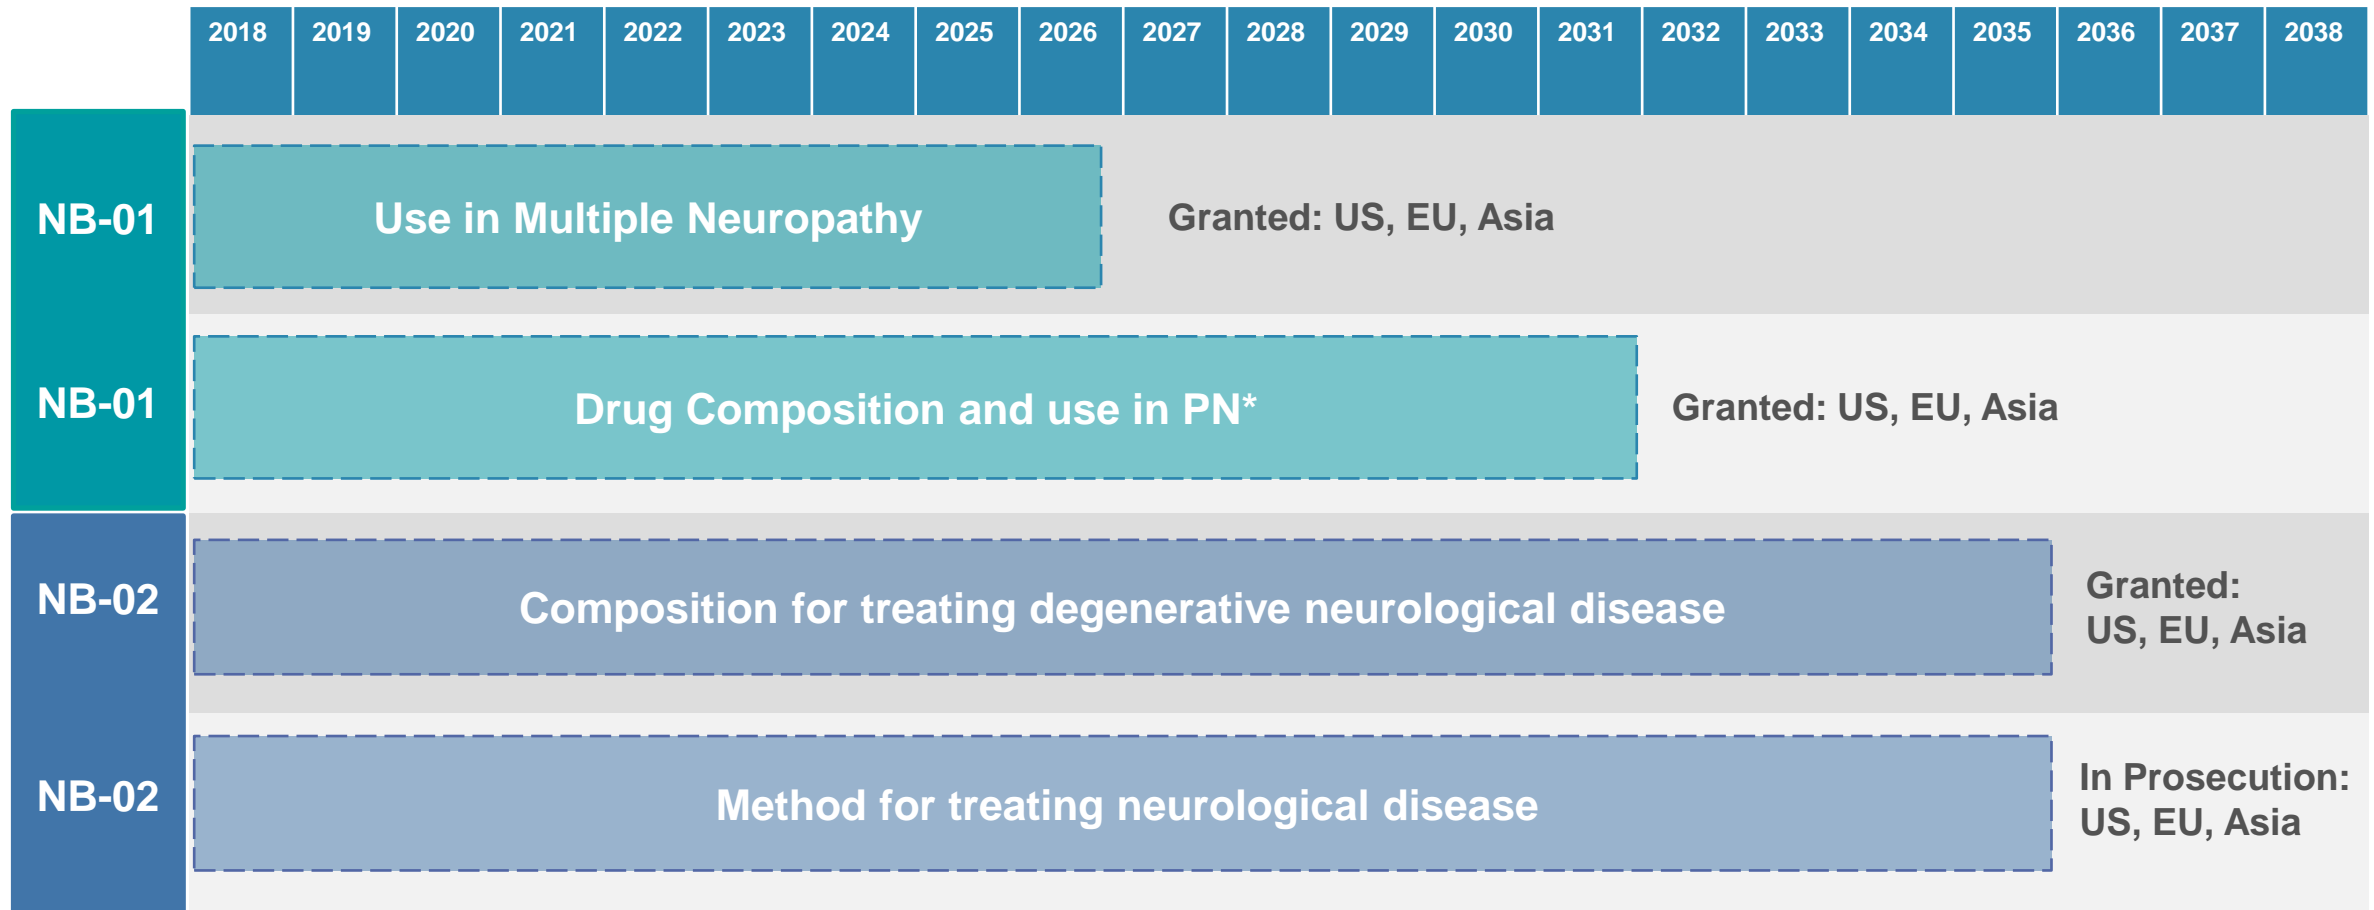 2018 2019 2020 2021 2022 2023 2024 2025 2026 2027 2028 2029 2030 2031 2032 2033 2034 2035 2036 2037 2038
NB-01
Use in Multiple Neuropathy
Granted: US, EU, Asia
NB-01
Drug Composition and use in PN*
Granted: US, EU, Asia
NB-02
Composition for treating degenerative neurological disease
Granted:
US, EU, Asia
NB-02
Method for treating neurological disease
In Prosecution:
US, EU, Asia